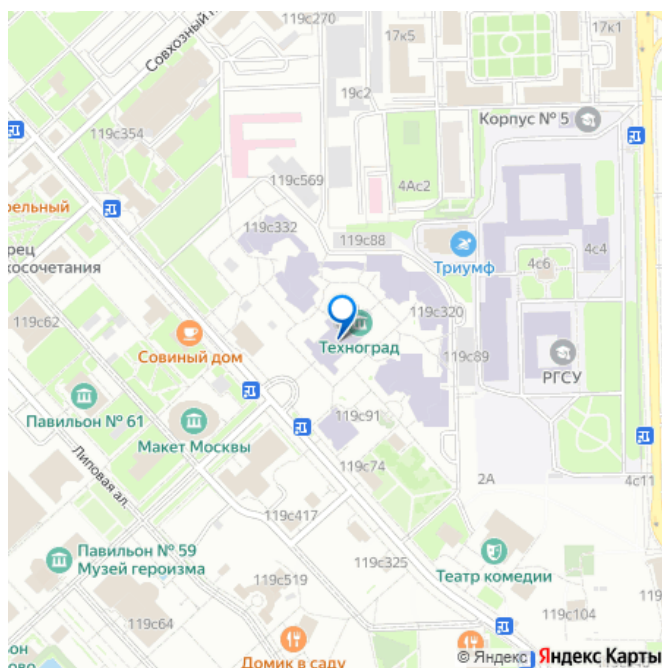 119с270
17к5
17к1
Совхозный
19с2
Корпус № 5
119с354
119с569
4Ас2
рельный
119с332
119с88
Триумф
4с6
4с4
рец
косочетания
119с320
119с62
Техноград
Совиный дом
119с89
РГСУ
Павильон № 61
Макет Москвы
119с91
Липовая ал.
119с74
2А
4с11
119с417
Павильон № 59
Музей героизма
119с325
Театр комедии
119с519
119с64
119с104
Домик в саду
© Яндекс Яндекс Карты